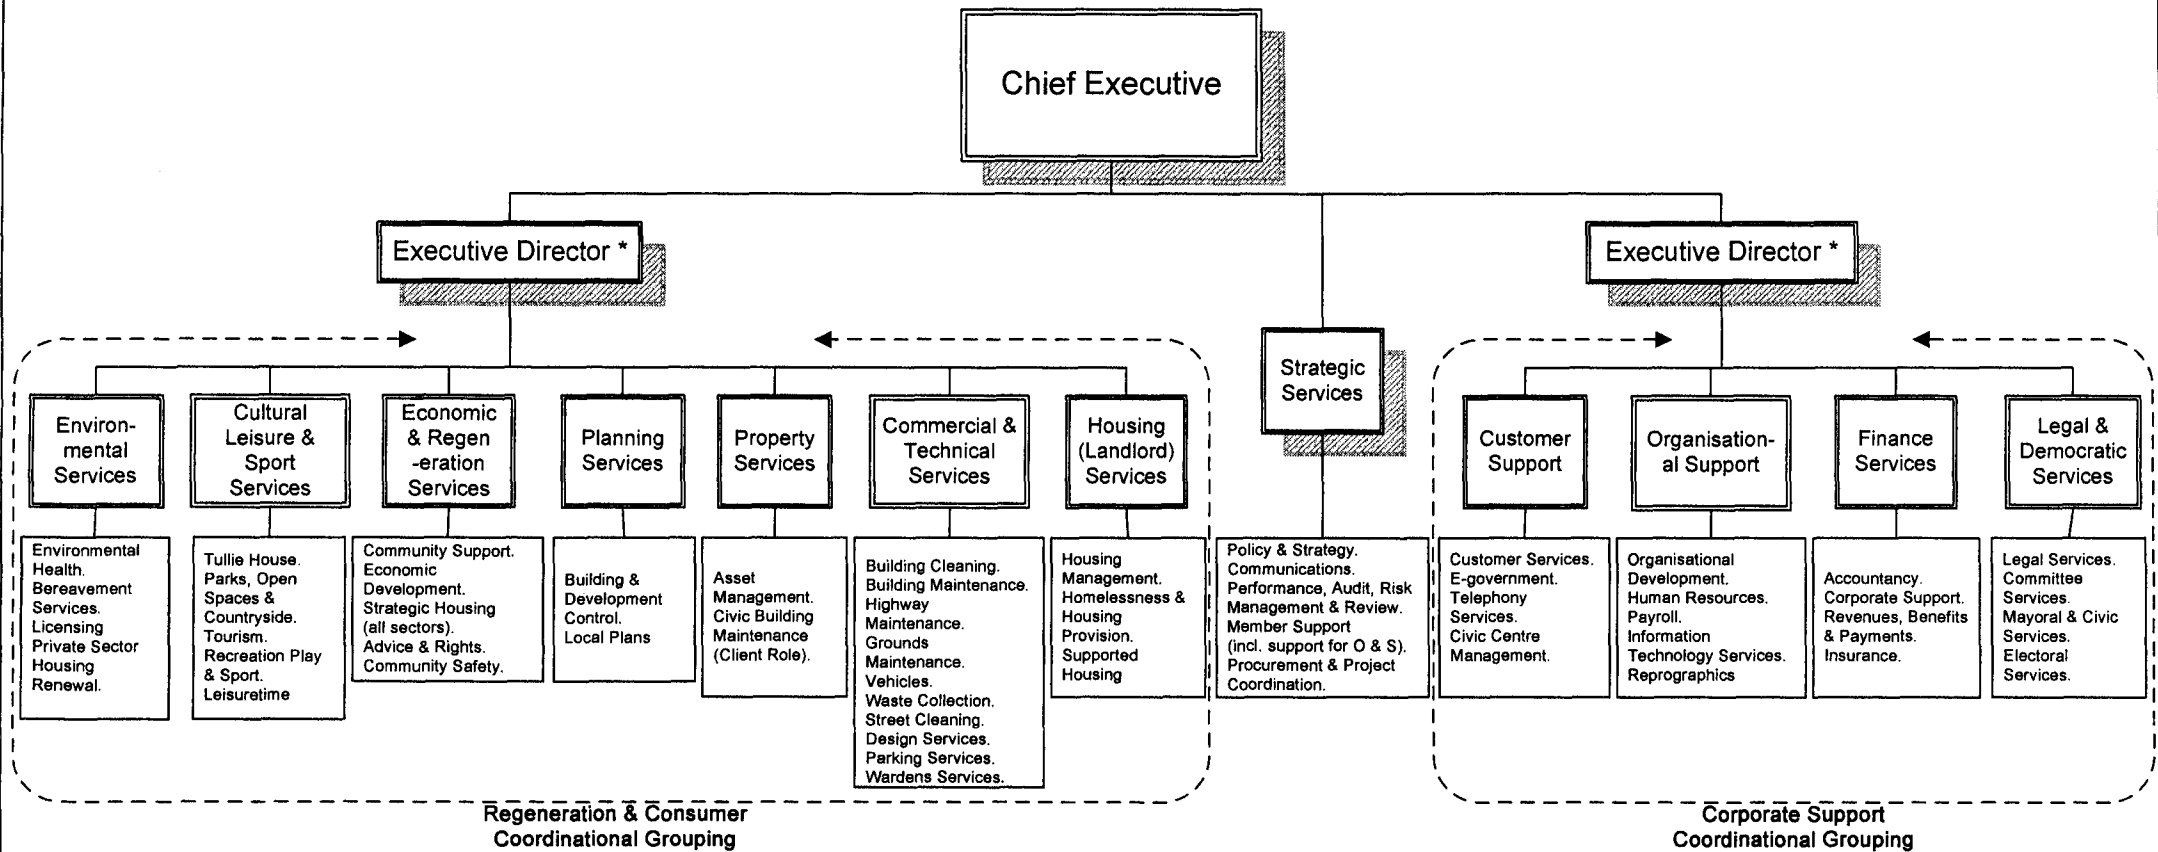 Chief Executive
Executive Director *
Executive Director *
Strategic
Services
Environ-
mental
Services
Cultural
Leisure &
Sport
Services
Economic
& Regen
-eration
Services
Planning
Services
Property
Services
Commercial &
Technical
Services
Housing
(Landlord)
Services
Customer
Support
Organisation-
al Support
Finance
Services
Legal &
Democratic
Services
Environmental
Health.
Bereavement
Services.
Licensing
Private Sector
Housing
Renewal.
Tullie House.
Parks, Open
Spaces &
Countryside.
Tourism.
Recreation Play
& Sport.
Leisuretime
Community Support.
Economic
Development.
Strategic Housing
(all sectors).
Advice & Rights.
Community Safety.
Building &
Development
Control.
Local Plans
Asset
Management.
Civic Building
Maintenance
(Client Role).
Building Cleaning.
Building Maintenance.
Highway
Maintenance.
Grounds
Maintenance.
Vehicles.
Waste Collection.
Street Cleaning.
Design Services.
Parking Services.
Wardens Services.
Housing
Management.
Homelessness &
Housing
Provision.
Supported
Housing
Policy & Strategy.
Communications.
Performance, Audit, Risk
Management & Review.
Member Support
(incl. support for O & S).
Procurement & Project
Coordination.
Customer Services.
E-government.
Telephony
Services.
Civic Centre
Management.
Organisational
Development.
Human Resources.
Payroll.
Information
Technology Services.
Reprographics
Accountancy.
Corporate Support.
Revenues, Benefits
& Payments.
Insurance.
Legal Services.
Committee
Services.
Mayoral & Civic
Services.
Electoral
Services.
Regeneration & Consumer
Coordinational Grouping
Corporate Support
Coordinational Grouping